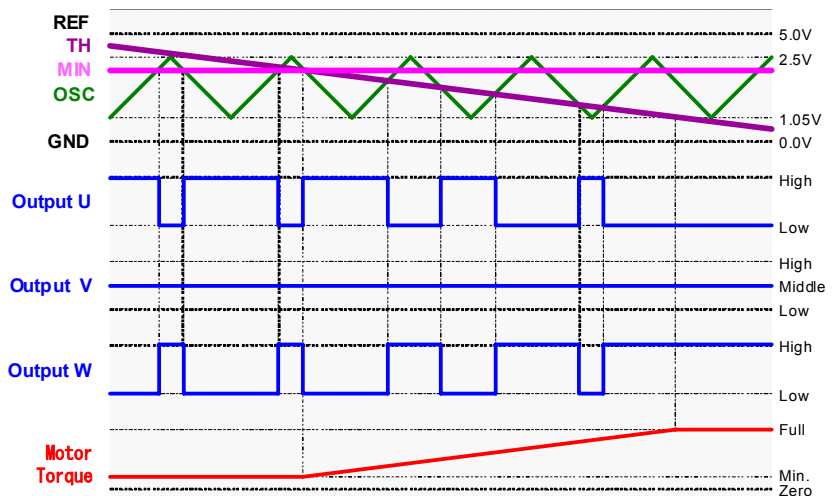 REF
5.0V
TH
2.5V
MIN
OSC
1.05V
GND
0.0V
High
Output U
Low
High
Output V
Middle
Low
High
Output W
Low
Full
Motor
Torque
Min.
Zero